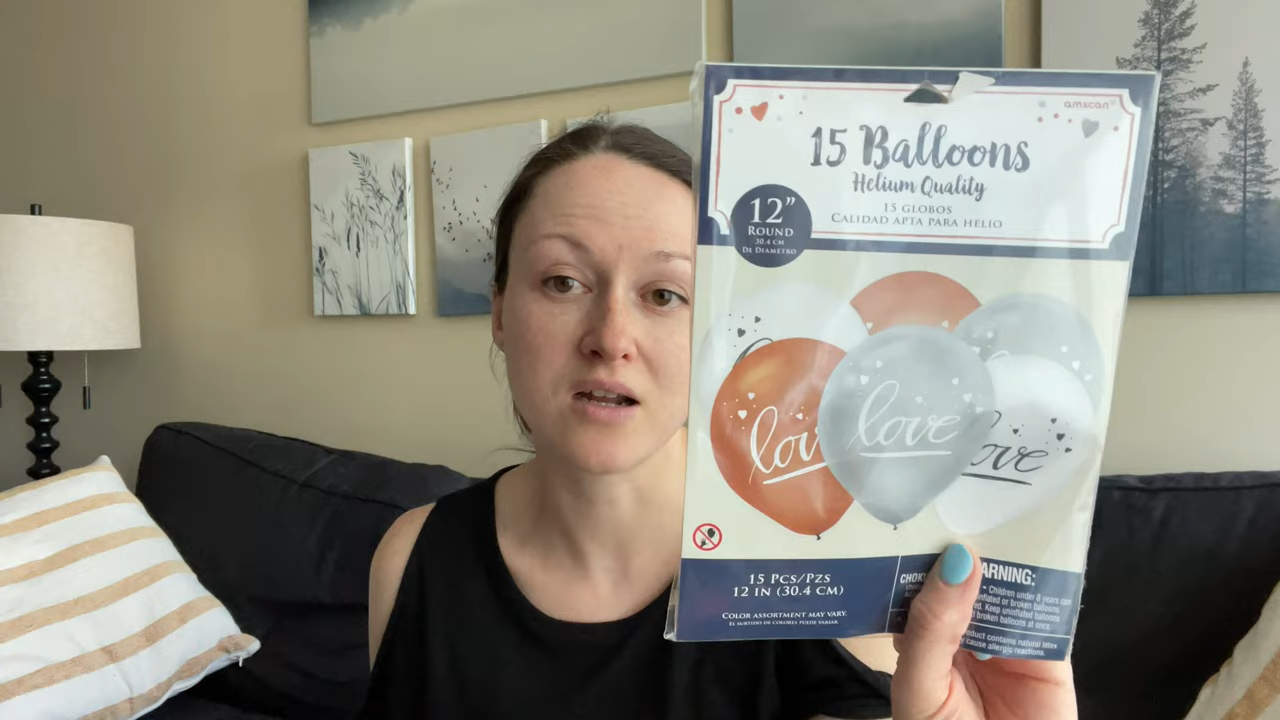 amscan
15 Balloons
Helium Quality
15 GLOBOS
CALIDAD APTA PARA HELIO
12"
ROUND
30.4 CM
DE DIAMETRO
love
love
15 PCS/PZS
12 IN (30.4 CM)
COLOR ASSORTMENT MAY VARY.
EL SURTIDO DE COLORES PUEDE VARIAR.
ARNING:
- Children under 8 years can
inflated or broken balloons
Keep uninflated balloons
broken balloons at once.
product contains natural latex
cause allergic reactions.